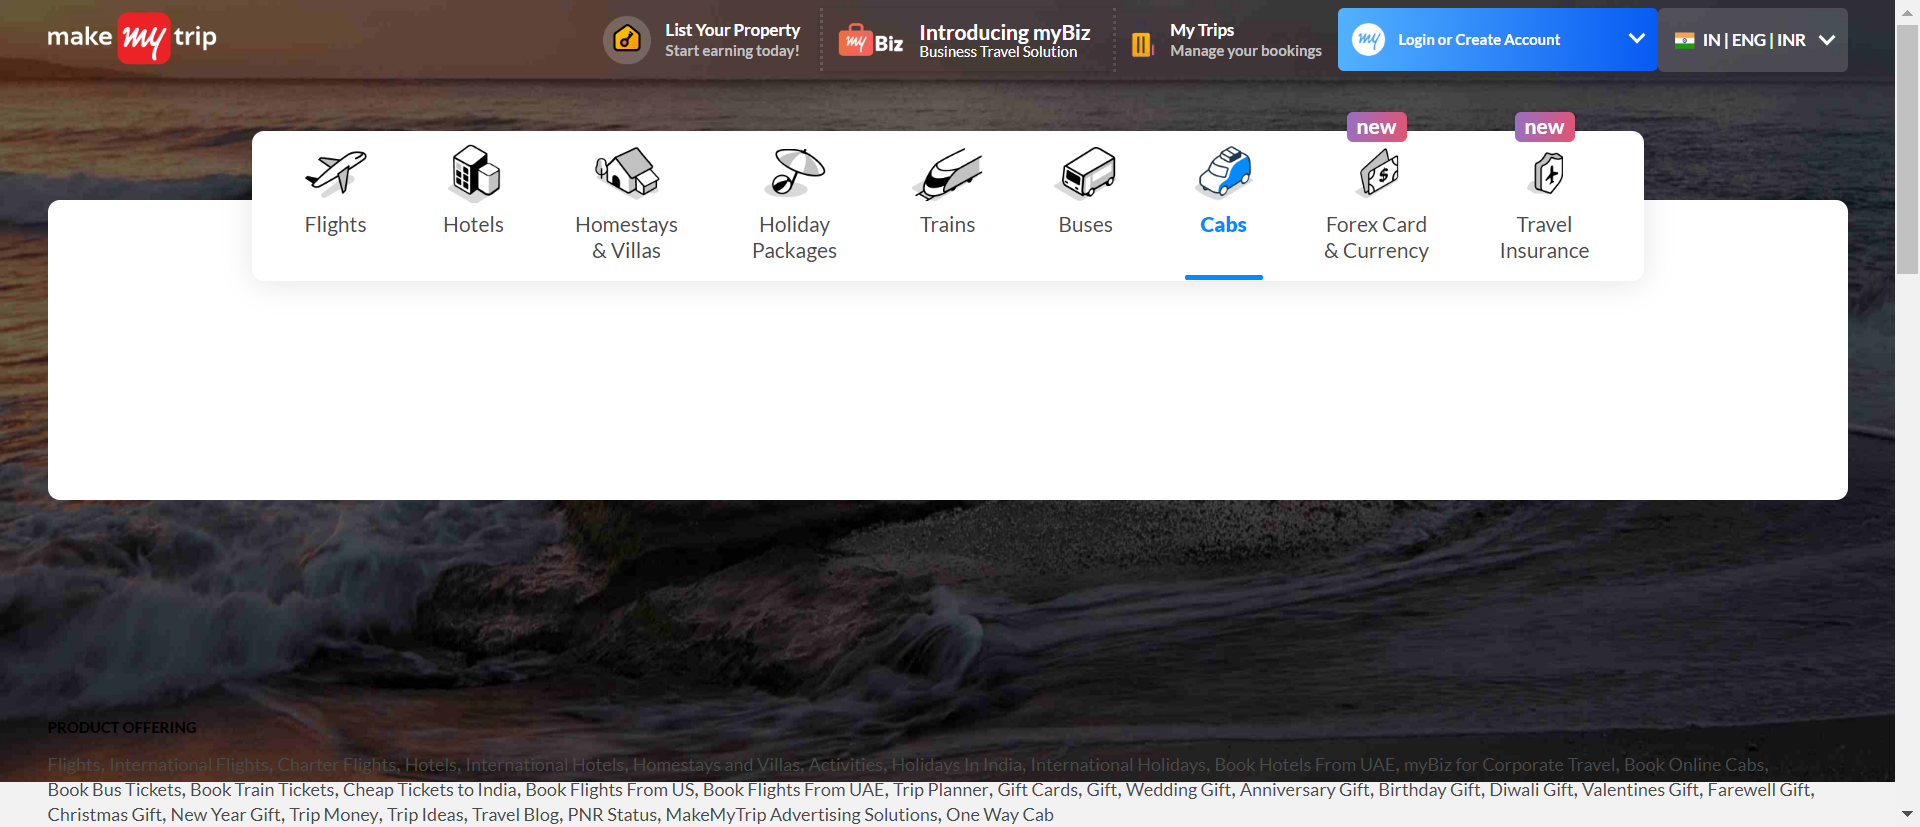 make my trip
List Your Property
Start earning today!
my Biz
Introducing myBiz
Business Travel Solution
My Trips
Manage your bookings
my
Login or Create Account
IN | ENG | INR
new
new
Flights
Hotels
Homestays
& Villas
Holiday
Packages
Trains
Buses
Cabs
Forex Card
& Currency
Travel
Insurance
PRODUCT OFFERING
Flights, International Flights, Charter Flights, Hotels, International Hotels, Homestays and Villas, Activities, Holidays In India, International Holidays, Book Hotels From UAE, myBiz for Corporate Travel, Book Online Cabs,
Book Bus Tickets, Book Train Tickets, Cheap Tickets to India, Book Flights From US, Book Flights From UAE, Trip Planner, Gift Cards, Gift, Wedding Gift, Anniversary Gift, Birthday Gift, Diwali Gift, Valentines Gift, Farewell Gift,
Christmas Gift, New Year Gift, Trip Money, Trip Ideas, Travel Blog, PNR Status, MakeMyTrip Advertising Solutions, One Way Cab